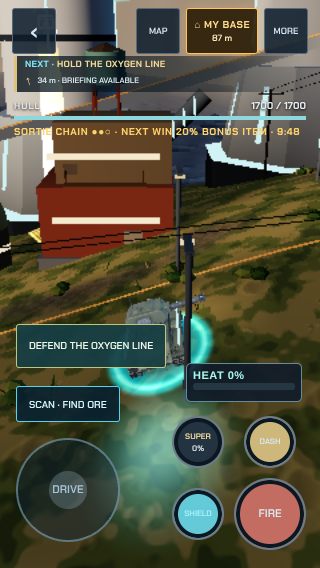 ‹
MAP
⌂ MY BASE
87 m
MORE
NEXT · HOLD THE OXYGEN LINE
34 m · BRIEFING AVAILABLE
HULL
1700 / 1700
SORTIE CHAIN ●●○ · NEXT WIN 20% BONUS ITEM · 9:48
DEFEND THE OXYGEN LINE
HEAT 0%
SCAN · FIND ORE
SUPER
0%
DASH
DRIVE
SHIELD
FIRE